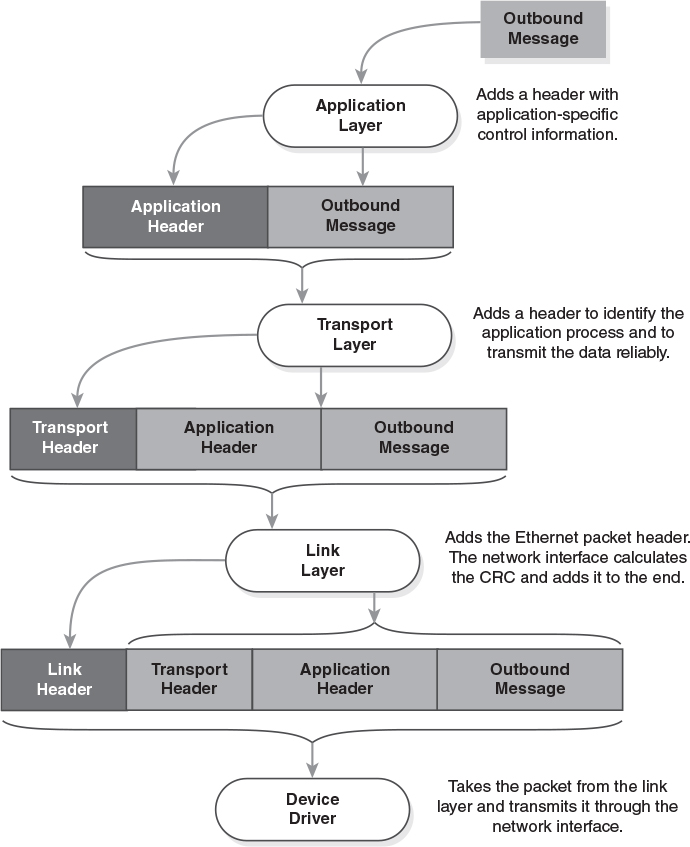 Outbound
Message
Application
Layer
Adds a header with
application-specific
control information.
Application
Header
Outbound
Message
Transport
Layer
Adds a header to identify the
application process and to
transmit the data reliably.
Transport
Header
Application
Header
Outbound
Message
Link
Layer
Adds the Ethernet packet header.
The network interface calculates
the CRC and adds it to the end.
Link
Header
Transport
Header
Application
Header
Outbound
Message
Device
Driver
Takes the packet from the link
layer and transmits it through the
network interface.